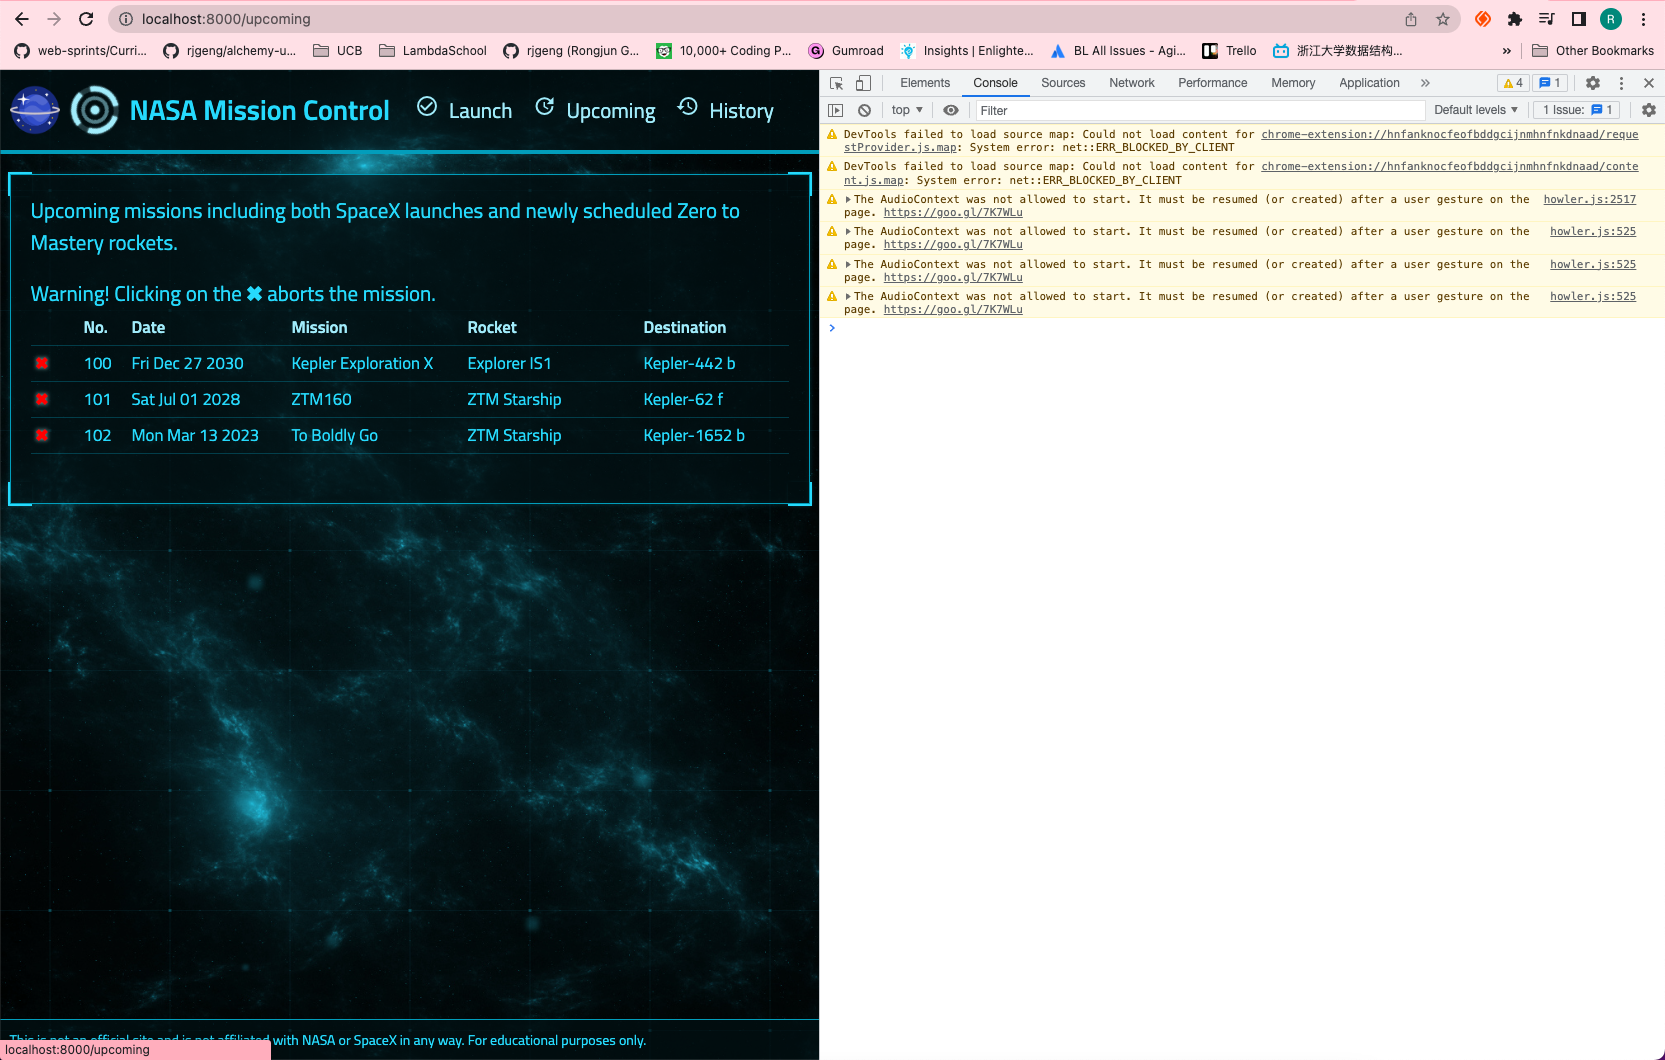 localhost:8000/upcoming
web-sprints/Curri... rjgeng/alchemy-u... UCB LambdaSchool rjgeng (Rongjun G... 10,000+ Coding P... Gumroad Insights | Enlighte... BL All Issues - Agi... Trello 浙江大学数据结构... » Other Bookmarks
R
NASA Mission Control Launch Upcoming History
Upcoming missions including both SpaceX launches and newly scheduled Zero to
Mastery rockets.
Warning! Clicking on the ✖ aborts the mission.
No. Date Mission Rocket Destination
✖ 100 Fri Dec 27 2030 Kepler Exploration X Explorer IS1 Kepler-442 b
✖ 101 Sat Jul 01 2028 ZTM160 ZTM Starship Kepler-62 f
✖ 102 Mon Mar 13 2023 To Boldly Go ZTM Starship Kepler-1652 b
This is not an official site and is not affiliated with NASA or SpaceX in any way. For educational purposes only.
localhost:8000/upcoming
Elements Console Sources Network Performance Memory Application » 4 1
top Filter Default levels 1 Issue: 1
DevTools failed to load source map: Could not load content for chrome-extension://hnfanknocfeofbddgcijnmhnfnkdnaad/reque
stProvider.js.map: System error: net::ERR_BLOCKED_BY_CLIENT
DevTools failed to load source map: Could not load content for chrome-extension://hnfanknocfeofbddgcijnmhnfnkdnaad/conte
nt.js.map: System error: net::ERR_BLOCKED_BY_CLIENT
The AudioContext was not allowed to start. It must be resumed (or created) after a user gesture on the howler.js:2517
page. https://goo.gl/7K7WLu
The AudioContext was not allowed to start. It must be resumed (or created) after a user gesture on the howler.js:525
page. https://goo.gl/7K7WLu
The AudioContext was not allowed to start. It must be resumed (or created) after a user gesture on the howler.js:525
page. https://goo.gl/7K7WLu
The AudioContext was not allowed to start. It must be resumed (or created) after a user gesture on the howler.js:525
page. https://goo.gl/7K7WLu